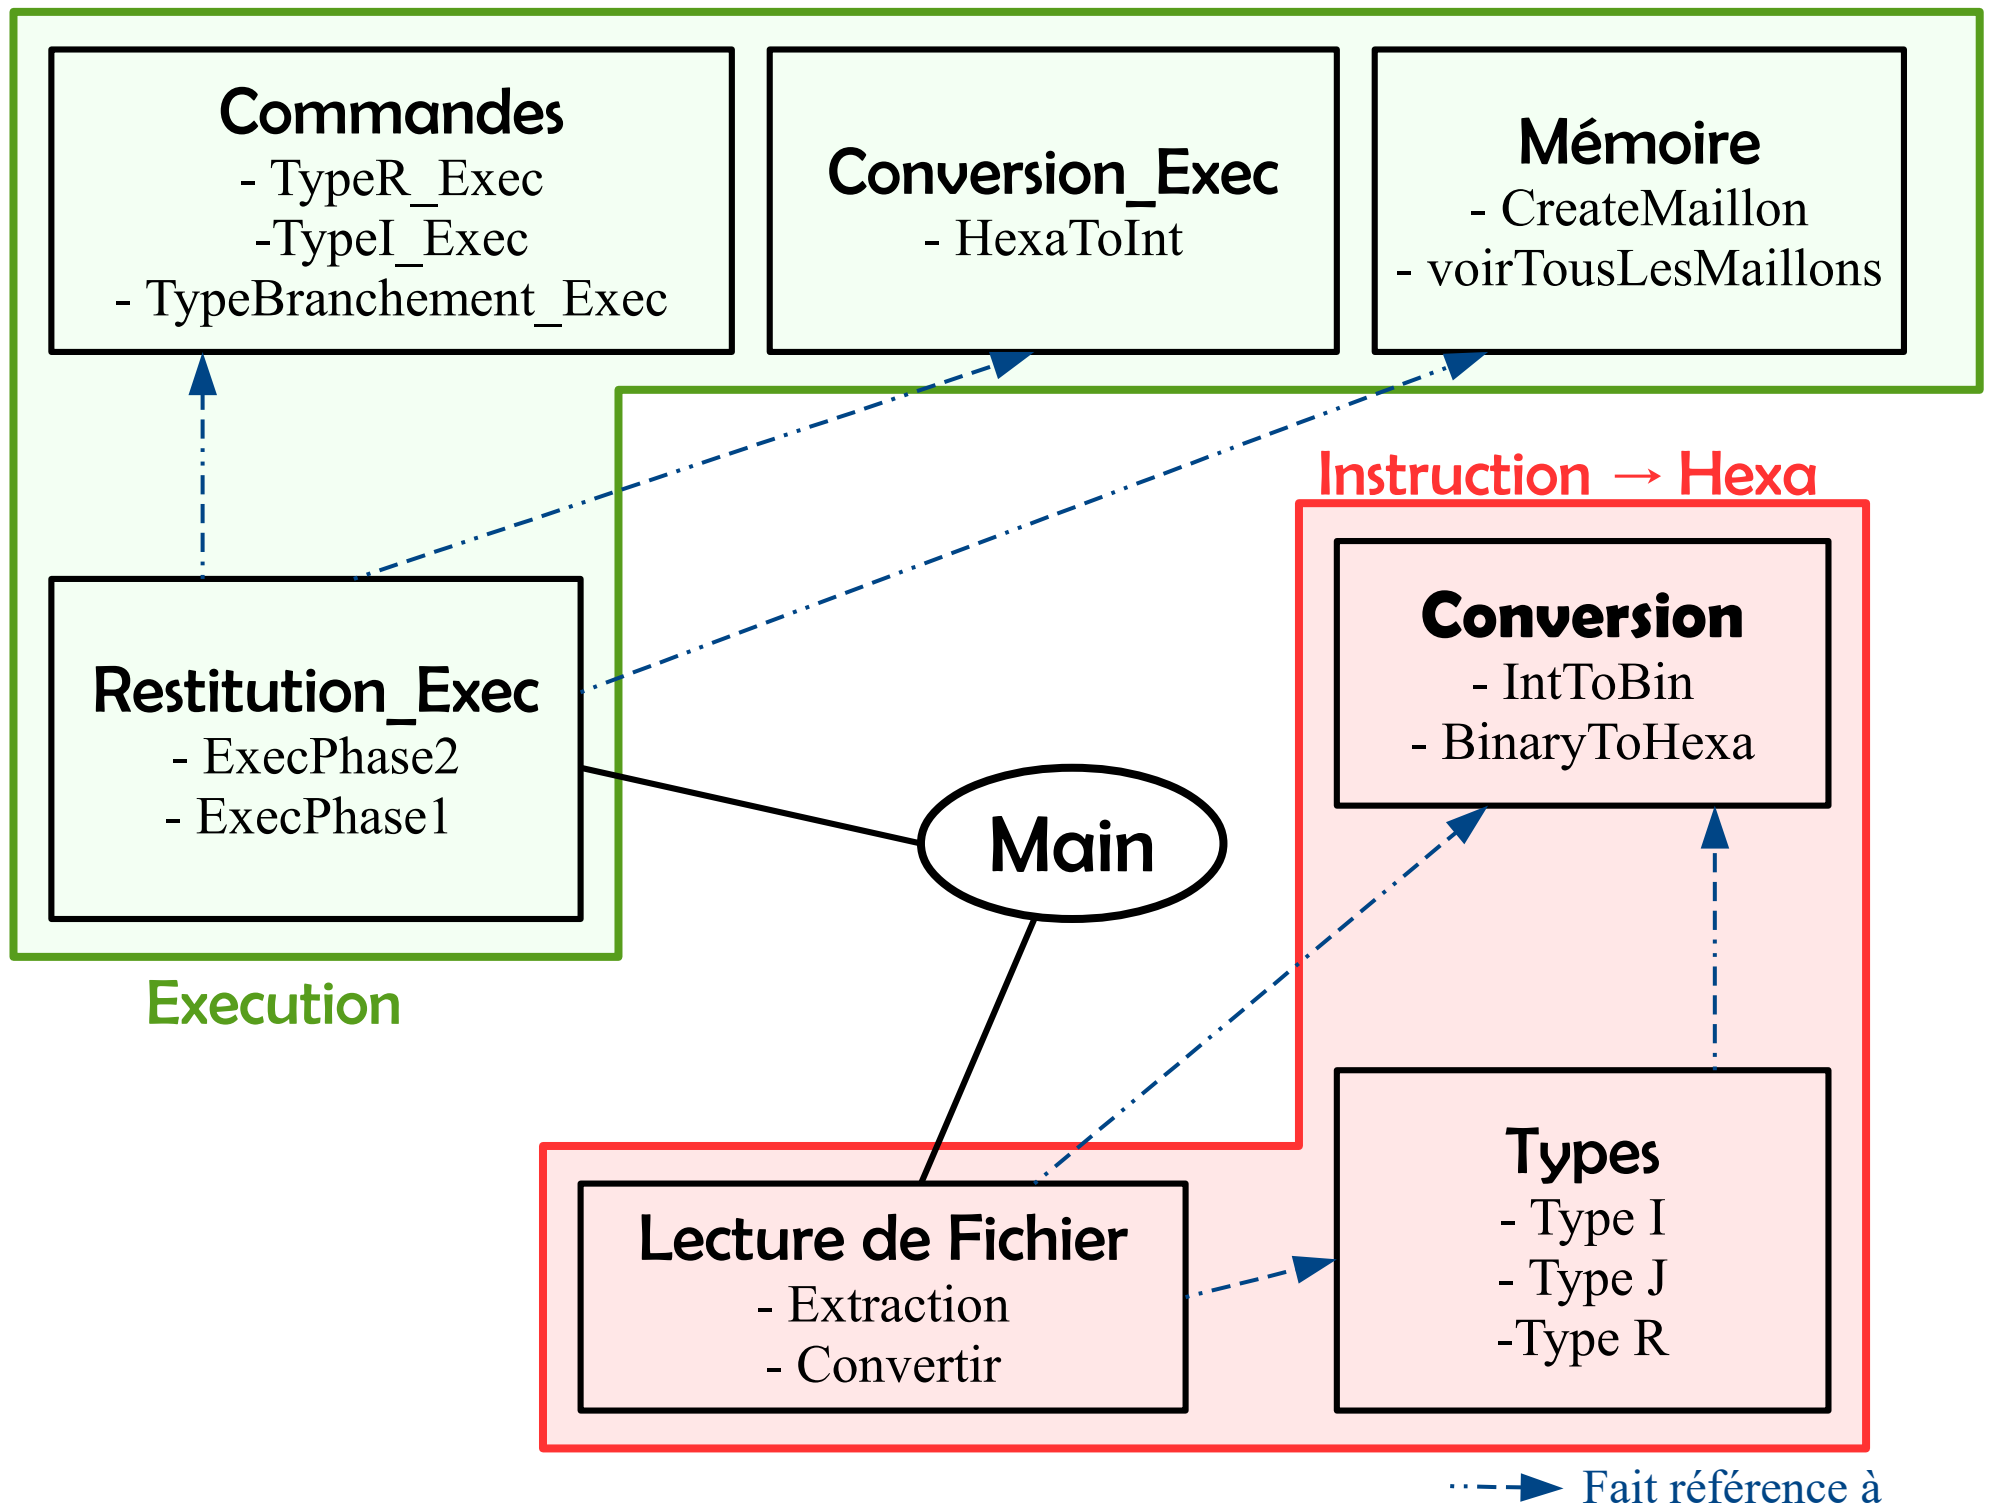 Commandes
- TypeR_Exec
-TypeI_Exec
- TypeBranchement_Exec
Conversion_Exec
- HexaToInt
Mémoire
- CreateMaillon
- voirTousLesMaillons
Instruction → Hexa
Conversion
- IntToBin
- BinaryToHexa
Restitution_Exec
- ExecPhase2
- ExecPhase1
Main
Execution
Types
- Type I
- Type J
-Type R
Lecture de Fichier
- Extraction
- Convertir
Fait référence à